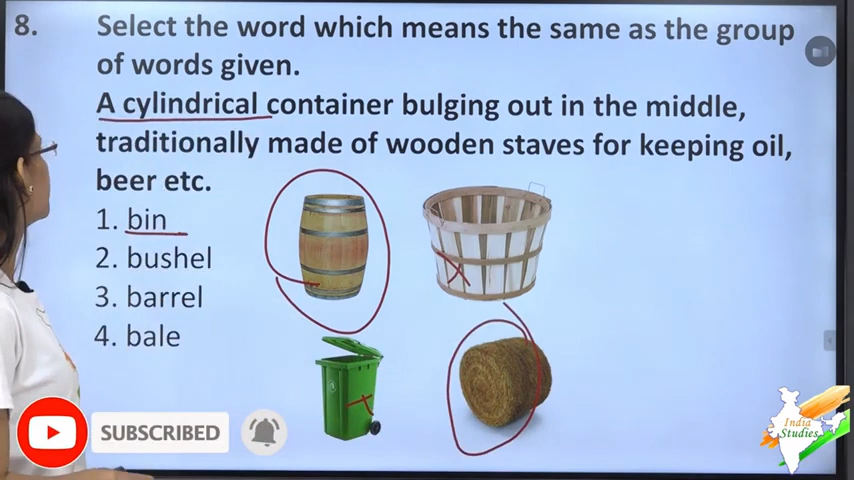 8. Select the word which means the same as the group
of words given.
A cylindrical container bulging out in the middle,
traditionally made of wooden staves for keeping oil,
beer etc.
1. bin
2. bushel
3. barrel
4. bale
SUBSCRIBED
India
Studies